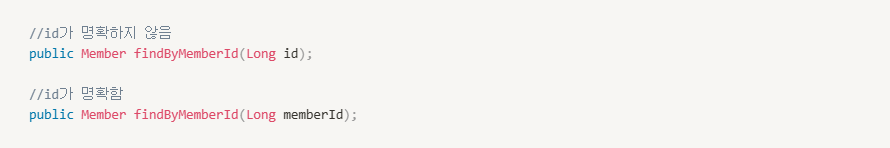 //id가 명확하지 않음
public Member findByMemberId(Long id);
//id가 명확함
public Member findByMemberId(Long memberId);